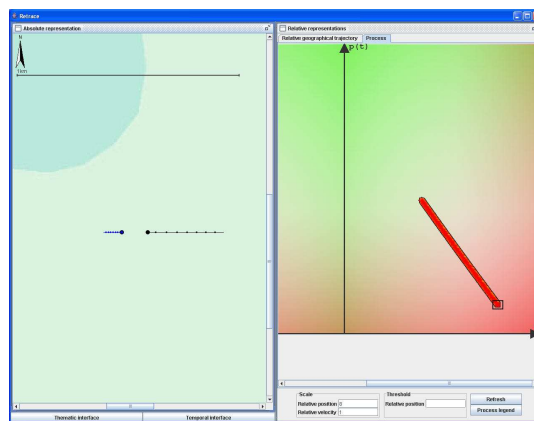 Retrace
Absolute representation
N
1km
Thematic interface
Temporal interface
Relative representations
Relative geographical trajectory
Process
p(t)
Scale
Relative position 0
Relative velocity 1
Threshold
Relative position
Refresh
Process legend